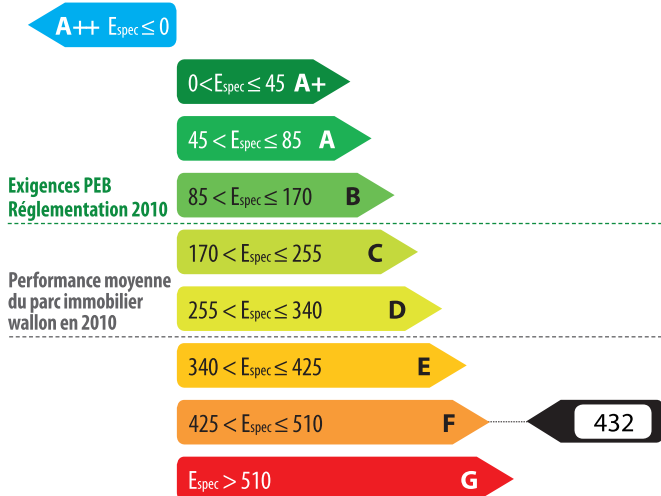 A++ Espec ≤ 0
0 < Espec ≤ 45 A+
45 < Espec ≤ 85 A
Exigences PEB
Réglementation 2010
85 < Espec ≤ 170 B
170 < Espec ≤ 255 C
Performance moyenne
du parc immobilier
wallon en 2010
255 < Espec ≤ 340 D
340 < Espec ≤ 425 E
425 < Espec ≤ 510 F
432
Espec > 510 G